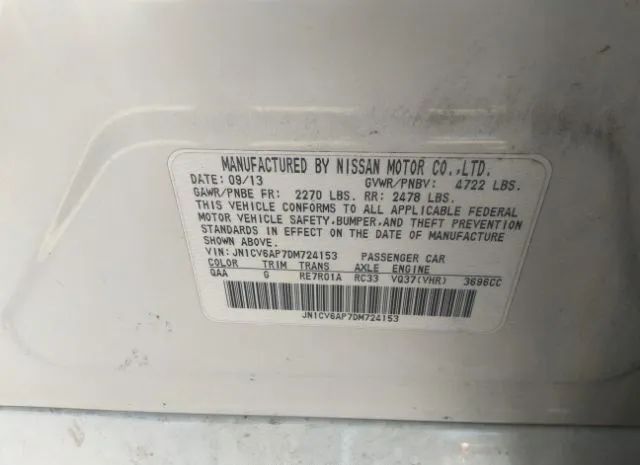 MANUFACTURED BY NISSAN MOTOR CO.,LTD.
DATE: 09/13 GVWR/PNBV: 4722 LBS.
GAWR/PNBE FR: 2270 LBS. RR: 2478 LBS.
THIS VEHICLE CONFORMS TO ALL APPLICABLE FEDERAL
MOTOR VEHICLE SAFETY,BUMPER,AND THEFT PREVENTION
STANDARDS IN EFFECT ON THE DATE OF MANUFACTURE
SHOWN ABOVE.
VIN: JN1CV6AP7DM724153 PASSENGER CAR
COLOR TRIM TRANS AXLE ENGINE
QAA G RE7R01A RC33 VQ37(VHR) 3696CC
JN1CV6AP7DM724153